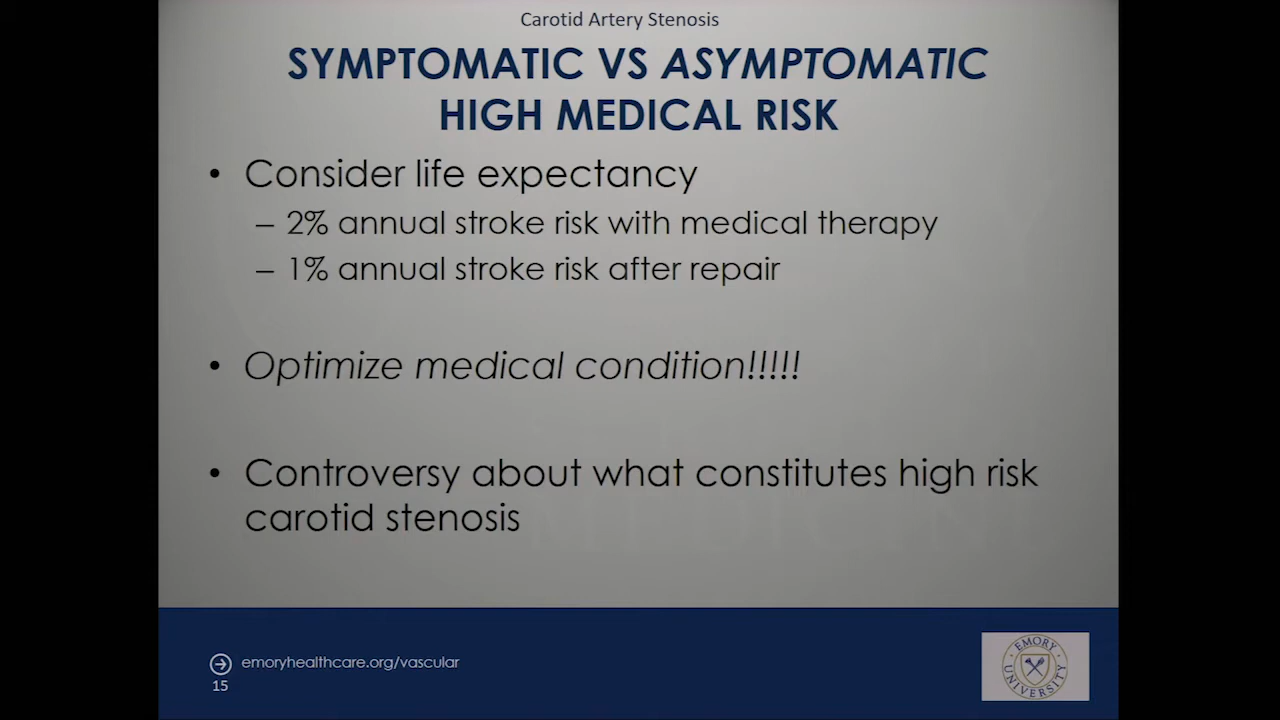 Carotid Artery Stenosis
SYMPTOMATIC VS ASYMPTOMATIC
HIGH MEDICAL RISK
• Consider life expectancy
– 2% annual stroke risk with medical therapy
– 1% annual stroke risk after repair
• Optimize medical condition!!!!!
• Controversy about what constitutes high risk
carotid stenosis
MEDICINE
emoryhealthcare.org/vascular
15
EMORY
UNIVERSITY